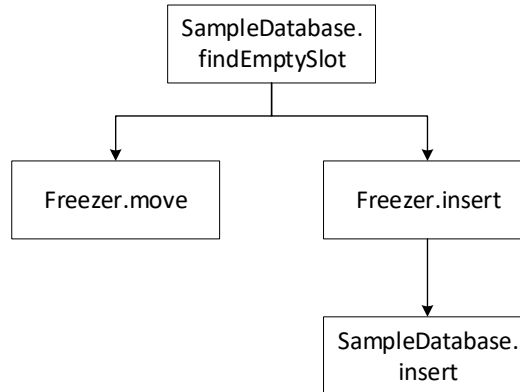 SampleDatabase.
findEmptySlot
Freezer.move
Freezer.insert
SampleDatabase.
insert